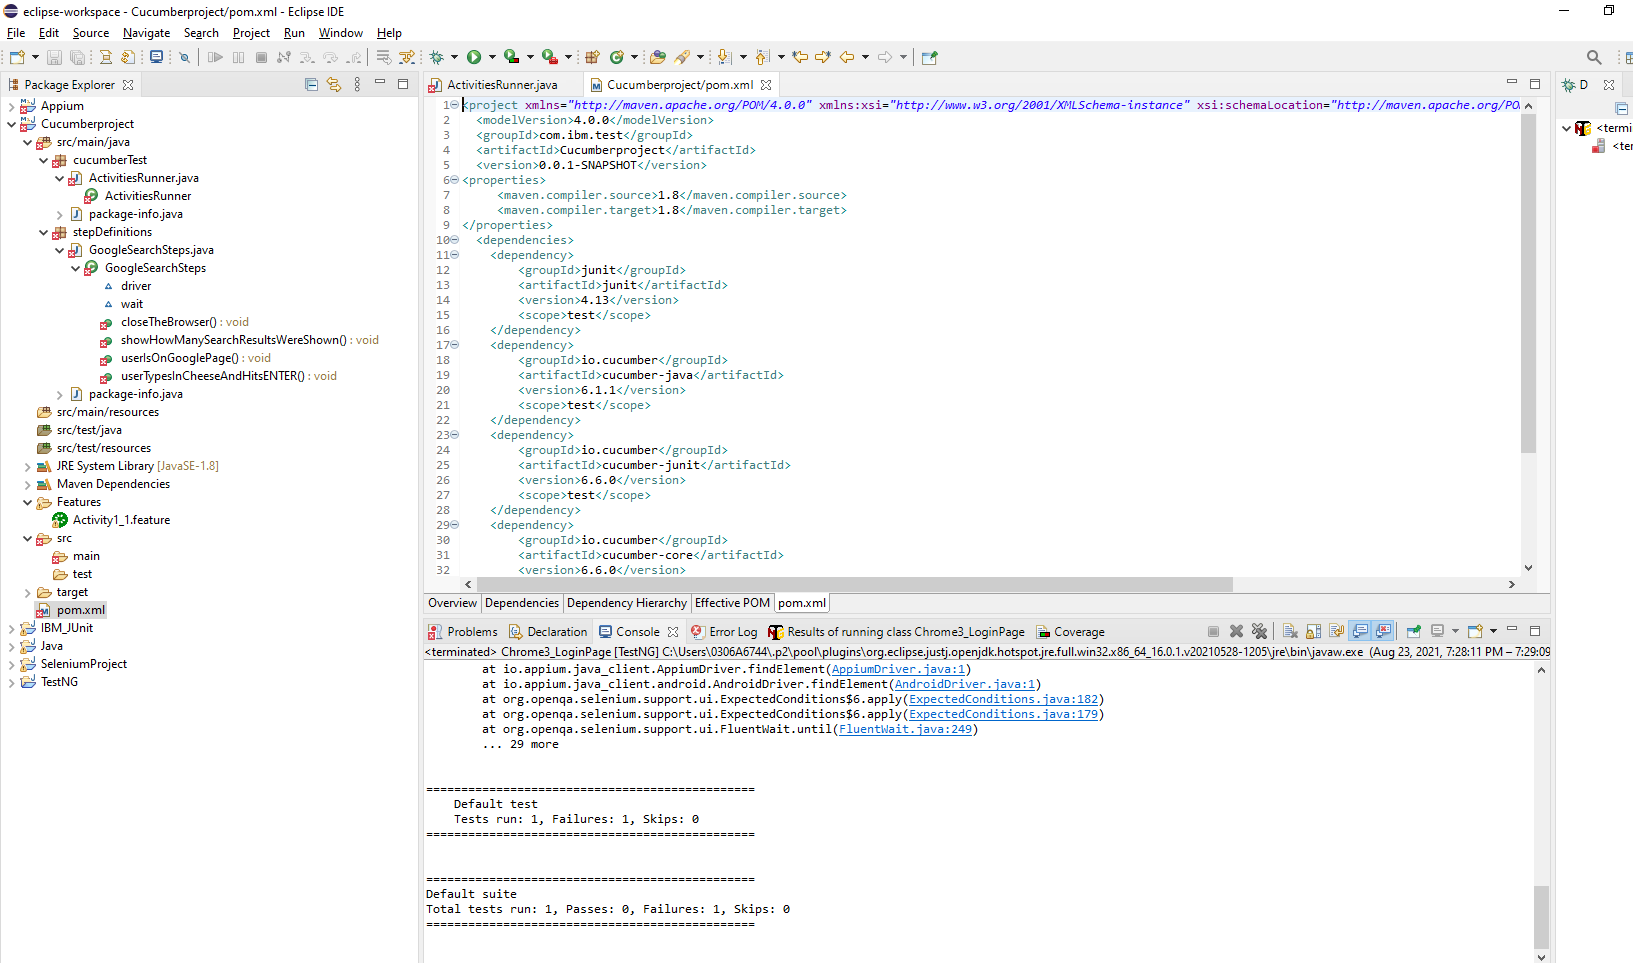 eclipse-workspace - Cucumberproject/pom.xml - Eclipse IDE
File Edit Source Navigate Search Project Run Window Help
Package Explorer
Appium
Cucumberproject
src/main/java
cucumberTest
ActivitiesRunner.java
ActivitiesRunner
package-info.java
stepDefinitions
GoogleSearchSteps.java
GoogleSearchSteps
driver
wait
closeTheBrowser() : void
showHowManySearchResultsWereShown() : void
userIsOnGooglePage() : void
userTypesInCheeseAndHitsENTER() : void
package-info.java
src/main/resources
src/test/java
src/test/resources
JRE System Library [JavaSE-1.8]
Maven Dependencies
Features
Activity1_1.feature
src
main
test
target
pom.xml
IBM_JUnit
Java
SeleniumProject
TestNG
ActivitiesRunner.java Cucumberproject/pom.xml
1 <project xmlns="http://maven.apache.org/POM/4.0.0" xmlns:xsi="http://www.w3.org/2001/XMLSchema-instance" xsi:schemaLocation="http://maven.apache.org/PO
2 <modelVersion>4.0.0</modelVersion>
3 <groupId>com.ibm.test</groupId>
4 <artifactId>Cucumberproject</artifactId>
5 <version>0.0.1-SNAPSHOT</version>
6 <properties>
7 <maven.compiler.source>1.8</maven.compiler.source>
8 <maven.compiler.target>1.8</maven.compiler.target>
9 </properties>
10 <dependencies>
11 <dependency>
12 <groupId>junit</groupId>
13 <artifactId>junit</artifactId>
14 <version>4.13</version>
15 <scope>test</scope>
16 </dependency>
17 <dependency>
18 <groupId>io.cucumber</groupId>
19 <artifactId>cucumber-java</artifactId>
20 <version>6.1.1</version>
21 <scope>test</scope>
22 </dependency>
23 <dependency>
24 <groupId>io.cucumber</groupId>
25 <artifactId>cucumber-junit</artifactId>
26 <version>6.6.0</version>
27 <scope>test</scope>
28 </dependency>
29 <dependency>
30 <groupId>io.cucumber</groupId>
31 <artifactId>cucumber-core</artifactId>
32 <version>6.6.0</version>
Overview Dependencies Dependency Hierarchy Effective POM pom.xml
Problems Declaration Console Error Log Results of running class Chrome3_LoginPage Coverage
<terminated> Chrome3_LoginPage [TestNG] C:\Users\0306A6744\.p2\pool\plugins\org.eclipse.justj.openjdk.hotspot.jre.full.win32.x86_64_16.0.1.v20210528-1205\jre\bin\javaw.exe (Aug 23, 2021, 7:28:11 PM – 7:29:09
at io.appium.java_client.AppiumDriver.findElement(AppiumDriver.java:1)
at io.appium.java_client.android.AndroidDriver.findElement(AndroidDriver.java:1)
at org.openqa.selenium.support.ui.ExpectedConditions$6.apply(ExpectedConditions.java:182)
at org.openqa.selenium.support.ui.ExpectedConditions$6.apply(ExpectedConditions.java:179)
at org.openqa.selenium.support.ui.FluentWait.until(FluentWait.java:249)
... 29 more
===============================================
Default test
Tests run: 1, Failures: 1, Skips: 0
===============================================
===============================================
Default suite
Total tests run: 1, Passes: 0, Failures: 1, Skips: 0
===============================================
D
<termi
<ter